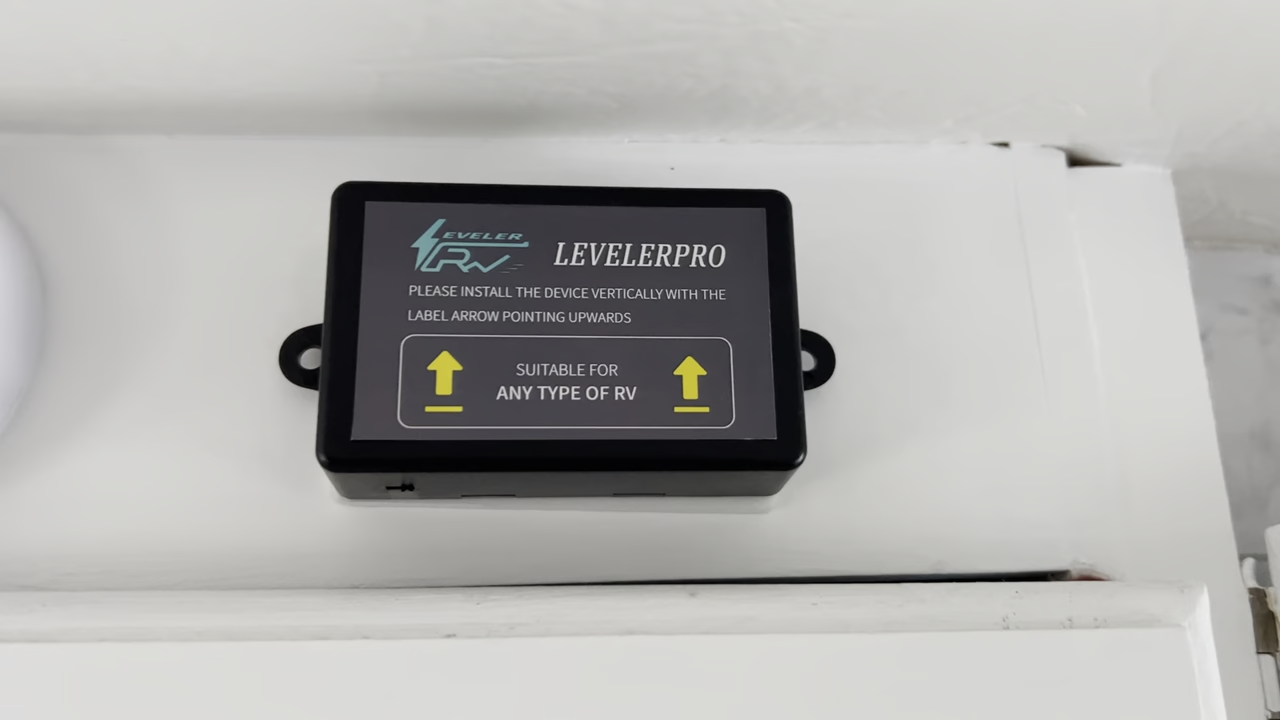 LEVELER
RV
LEVELERPRO
PLEASE INSTALL THE DEVICE VERTICALLY WITH THE
LABEL ARROW POINTING UPWARDS
SUITABLE FOR
ANY TYPE OF RV